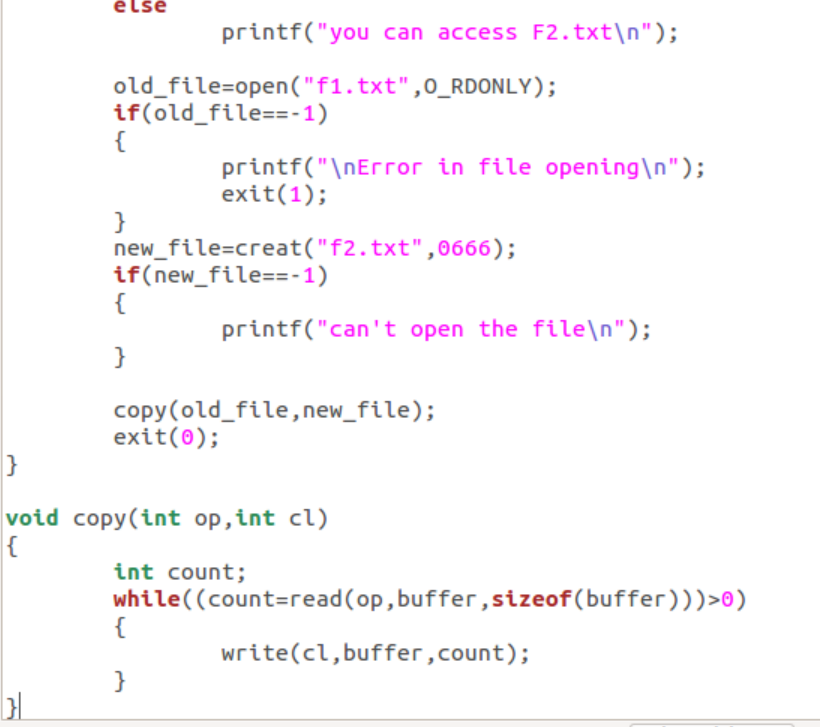 else
printf("you can access F2.txt\n");
old_file=open("f1.txt",O_RDONLY);
if(old_file==-1)
{
printf("\nError in file opening\n");
exit(1);
}
new_file=creat("f2.txt",0666);
if(new_file==-1)
{
printf("can't open the file\n");
}
copy(old_file,new_file);
exit(0);
}
void copy(int op,int cl)
{
int count;
while((count=read(op,buffer,sizeof(buffer)))>0)
{
write(cl,buffer,count);
}
}